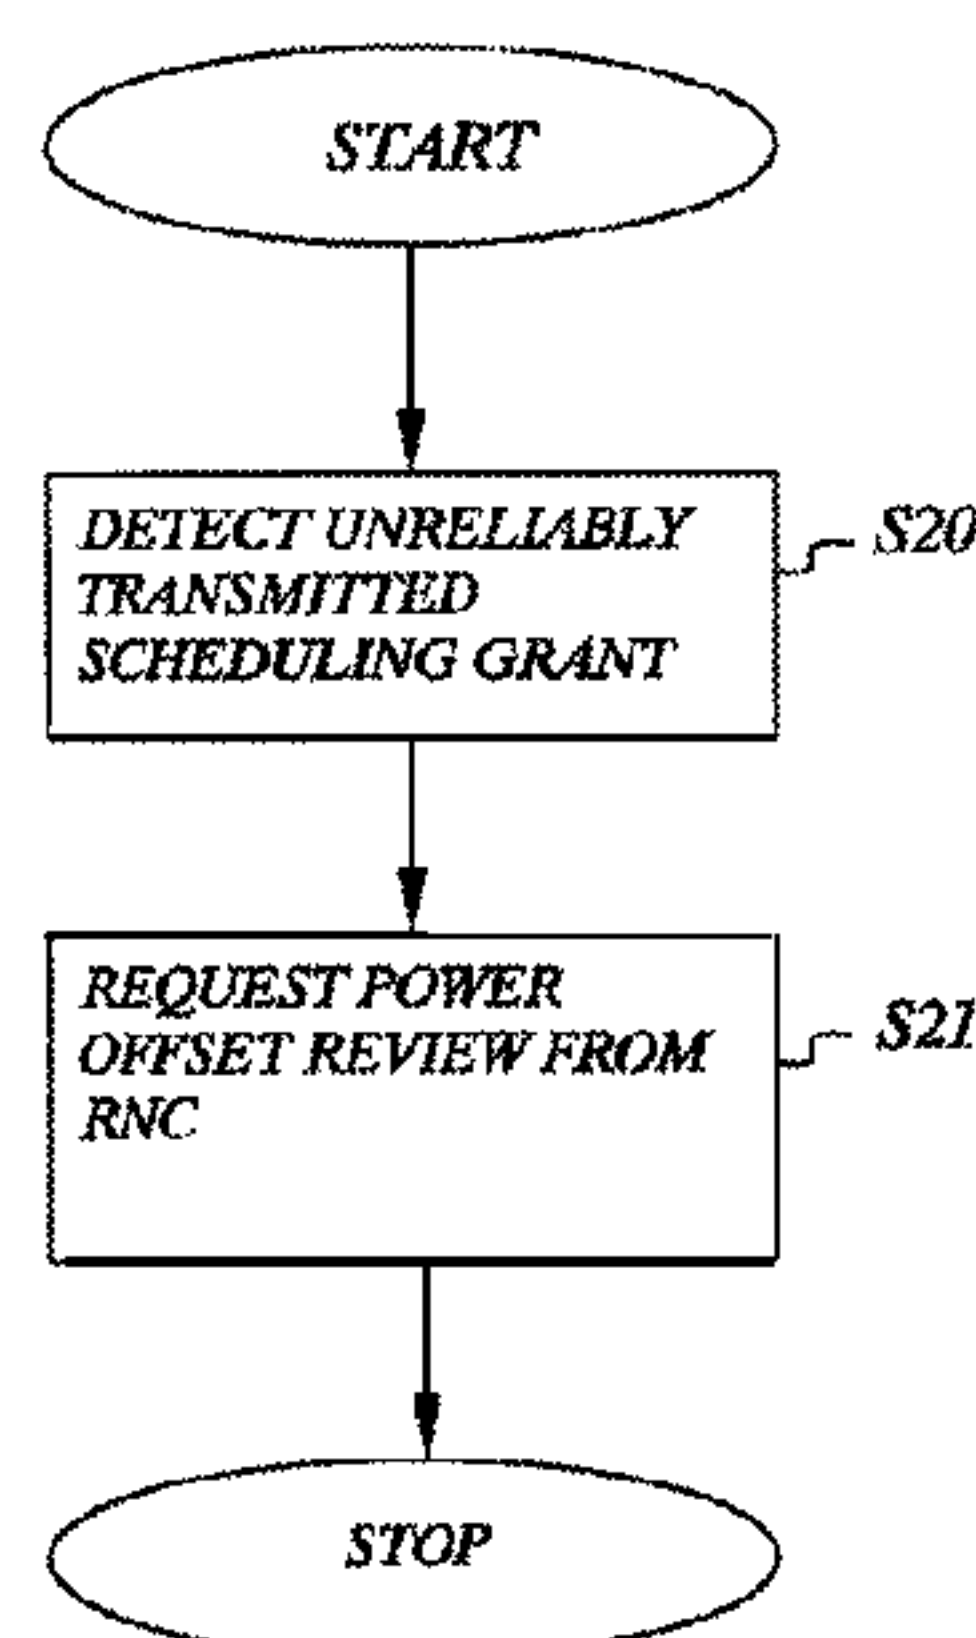 START
DETECT UNRELIABLY
TRANSMITTED
SCHEDULING GRANT
S20
REQUEST POWER
OFFSET REVIEW FROM
RNC
S21
STOP